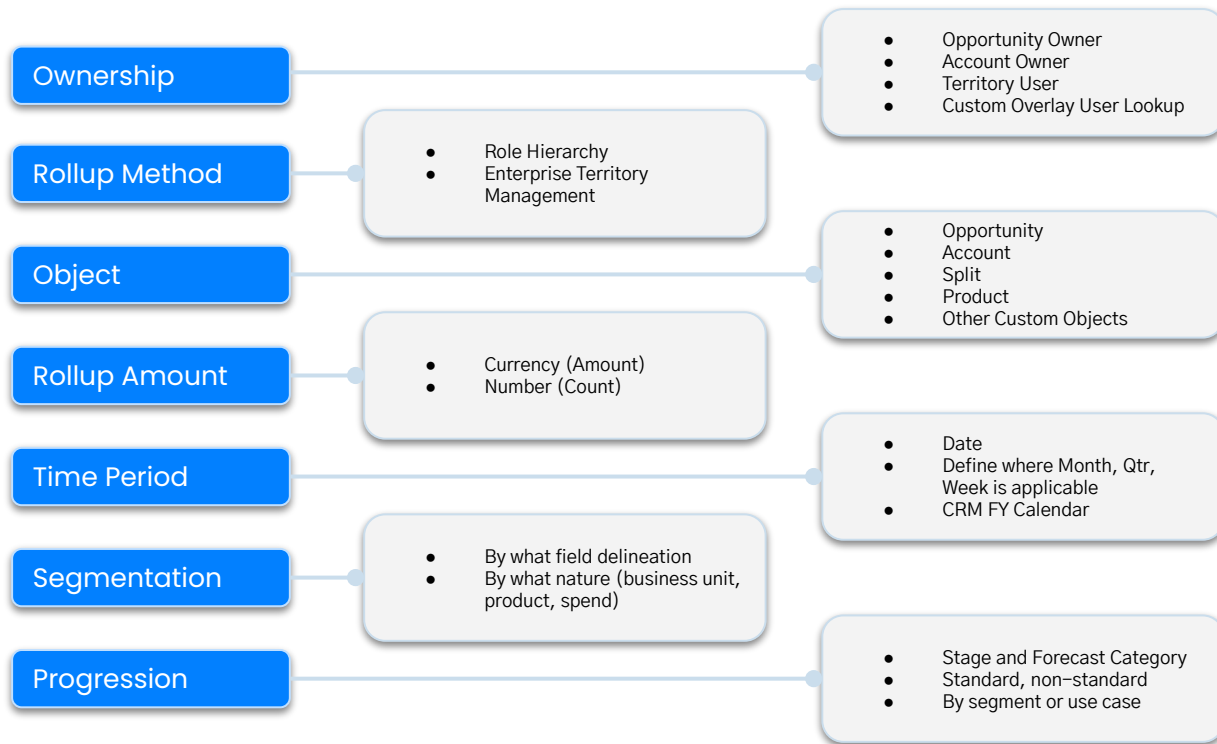 Ownership
● Opportunity Owner
● Account Owner
● Territory User
● Custom Overlay User Lookup
Rollup Method
● Role Hierarchy
● Enterprise Territory
Management
Object
● Opportunity
● Account
● Split
● Product
● Other Custom Objects
Rollup Amount
● Currency (Amount)
● Number (Count)
Time Period
● Date
● Define where Month, Qtr,
Week is applicable
● CRM FY Calendar
Segmentation
● By what field delineation
● By what nature (business unit,
product, spend)
Progression
● Stage and Forecast Category
● Standard, non-standard
● By segment or use case